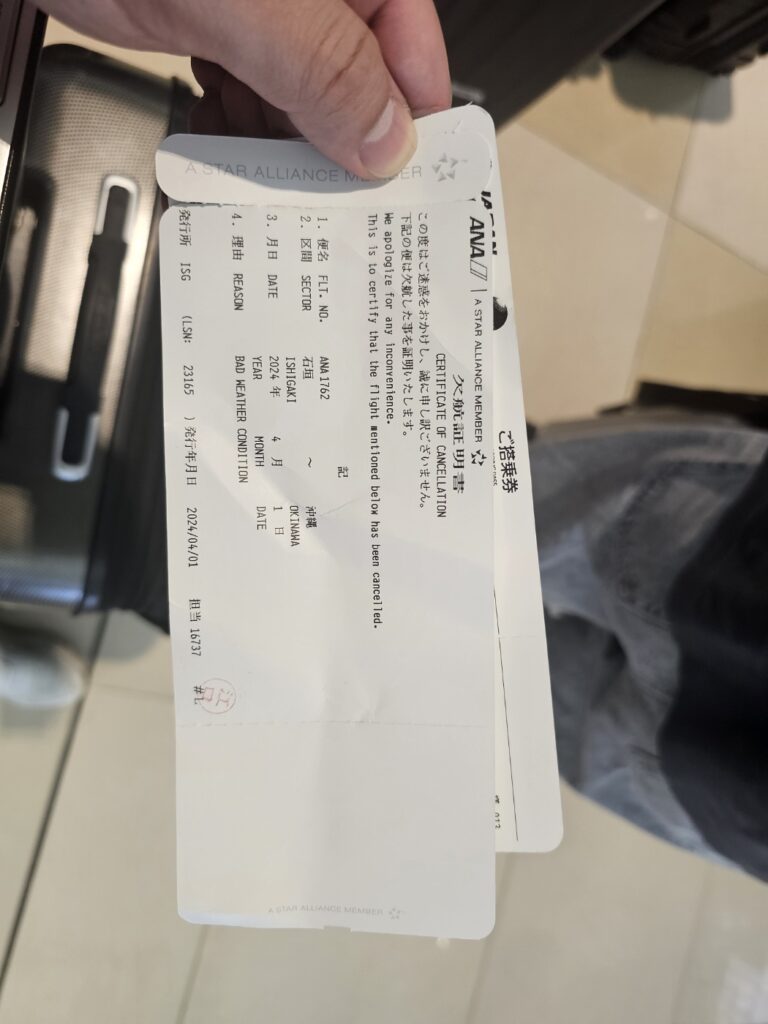 A STAR ALLIANCE MEMBER
ANA A STAR ALLIANCE MEMBER
欠航証明書
CERTIFICATE OF CANCELLATION
この度はご迷惑をおかけし、誠に申し訳ございません。
下記の便は欠航した事を証明いたします。
We apologize for any inconvenience.
This is to certify that the flight mentioned below has been cancelled.
記
1. 便名 FLT. NO. ANA1762
2. 区間 SECTOR 石垣 ~ 沖縄
ISHIGAKI OKINAWA
3. 月日 DATE 2024 年 4 月 1 日
YEAR MONTH DATE
4. 理由 REASON BAD WEATHER CONDITION
発行所 ISG (LSN: 23165 ) 発行年月日 2024/04/01 担当 16737
江口
A STAR ALLIANCE MEMBER
ご搭乗券